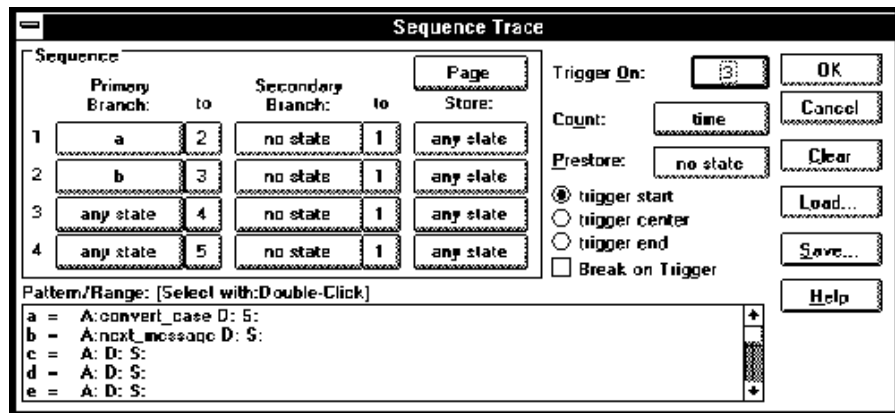 Sequence Trace
Sequence
Primary Branch: to Secondary Branch: to Page Store:
1 a 2 no state 1 any state
2 b 3 no state 1 any state
3 any state 4 no state 1 any state
4 any state 5 no state 1 any state
Trigger On: 3
Count: time
Prestore: no state
trigger start
trigger center
trigger end
Break on Trigger
OK
Cancel
Clear
Load...
Save...
Help
Pattern/Range: [Select with:Double-Click]
a = A:convert_case D: S:
b = A:next_message D: S:
c = A: D: S:
d = A: D: S:
e = A: D: S: